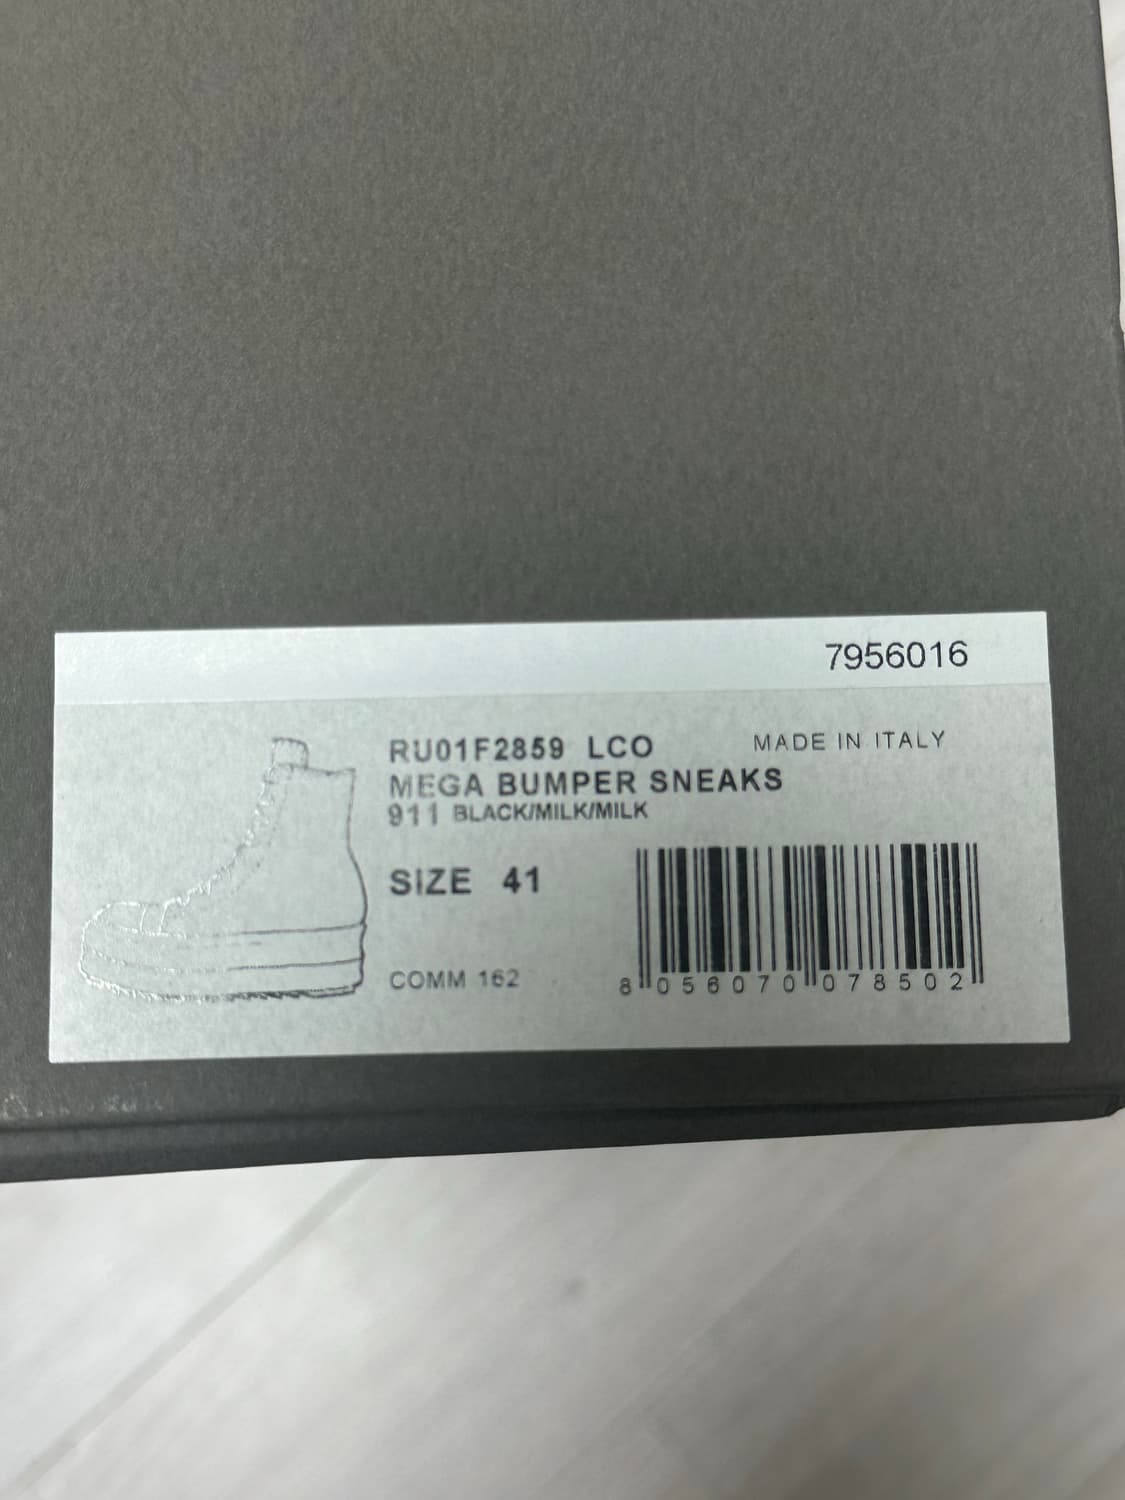 7956016
RU01F2859 LCO
MADE IN ITALY
MEGA BUMPER SNEAKS
911 BLACK/MILK/MILK
SIZE 41
COMM 162
8 056070 078502